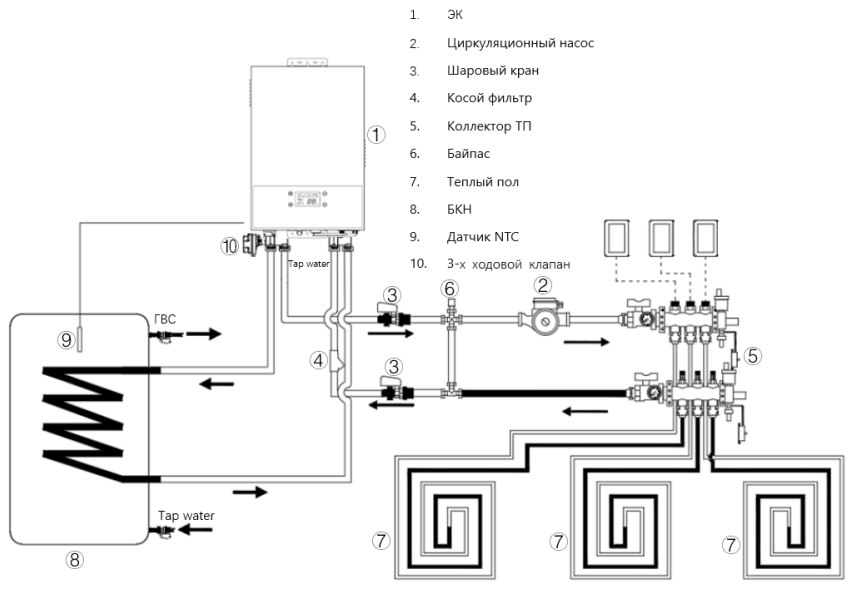 1. ЭК
2. Циркуляционный насос
3. Шаровый кран
4. Косой фильтр
5. Коллектор ТП
6. Байпас
7. Теплый пол
8. БКН
9. Датчик NTC
10. 3-х ходовой клапан
1
10
Tap water
3
6
2
ГВС
9
4
3
5
Tap water
7
7
7
8